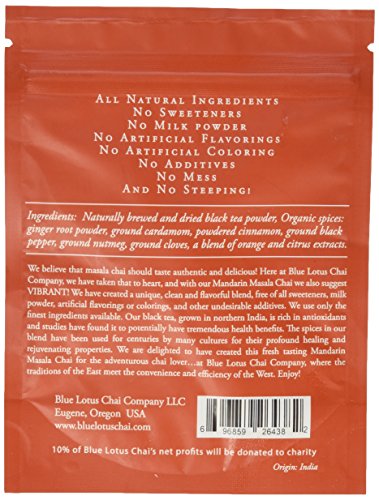 All Natural Ingredients
No Sweeteners
No Milk powder
No Artificial Flavorings
No Artificial Coloring
No Additives
No Mess
And No Steeping!
Ingredients: Naturally brewed and dried black tea powder, Organic spices:
ginger root powder, ground cardamom, powdered cinnamon, ground black
pepper, ground nutmeg, ground cloves, a blend of orange and citrus extracts.
We believe that masala chai should taste authentic and delicious! Here at Blue Lotus Chai
Company, we have taken that to heart, and with our Mandarin Masala Chai we also suggest
VIBRANT! We have created a unique, clean and flavorful blend, free of all sweeteners, milk
powder, artificial flavorings or colorings, and other undesirable additives. We use only the
finest ingredients available. Our black tea, grown in northern India, is rich in antioxidants
and studies have found it to potentially have tremendous health benefits. The spices in our
blend have been used for centuries by many cultures for their profound healing and
rejuvenating properties. We are delighted to have created this fresh tasting Mandarin
Masala Chai for the adventurous chai lover...at Blue Lotus Chai Company, where the
traditions of the East meet the convenience and efficiency of the West. Enjoy!
Blue Lotus Chai Company LLC
Eugene, Oregon USA
www.bluelotuschai.com
6 96859 26438 2
10% of Blue Lotus Chai's net profits will be donated to charity
Origin: India